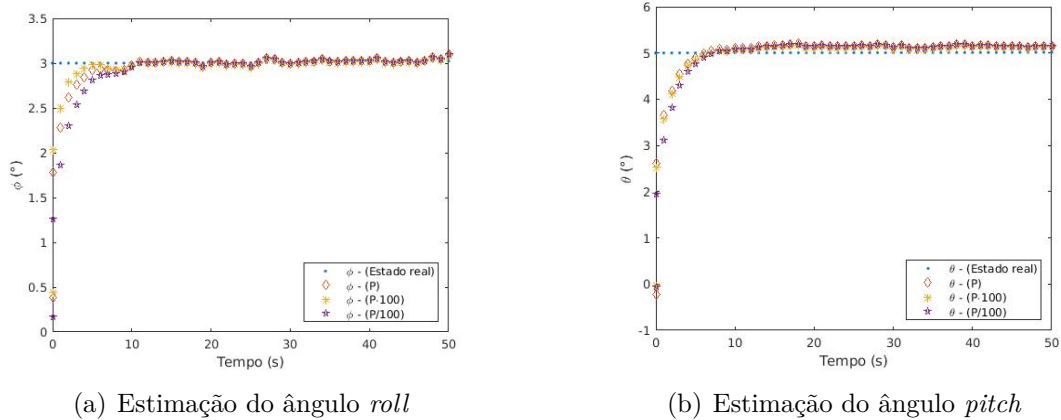 3.5
3
2.5
2
1.5
1
0.5
0
ϕ (°)
0 10 20 30 40 50
Tempo (s)
ϕ - (Estado real)
ϕ - (P)
ϕ - (P·100)
ϕ - (P/100)
(a) Estimação do ângulo roll
6
5
4
3
2
1
0
-1
θ (°)
0 10 20 30 40 50
Tempo (s)
θ - (Estado real)
θ - (P)
θ - (P·100)
θ - (P/100)
(b) Estimação do ângulo pitch